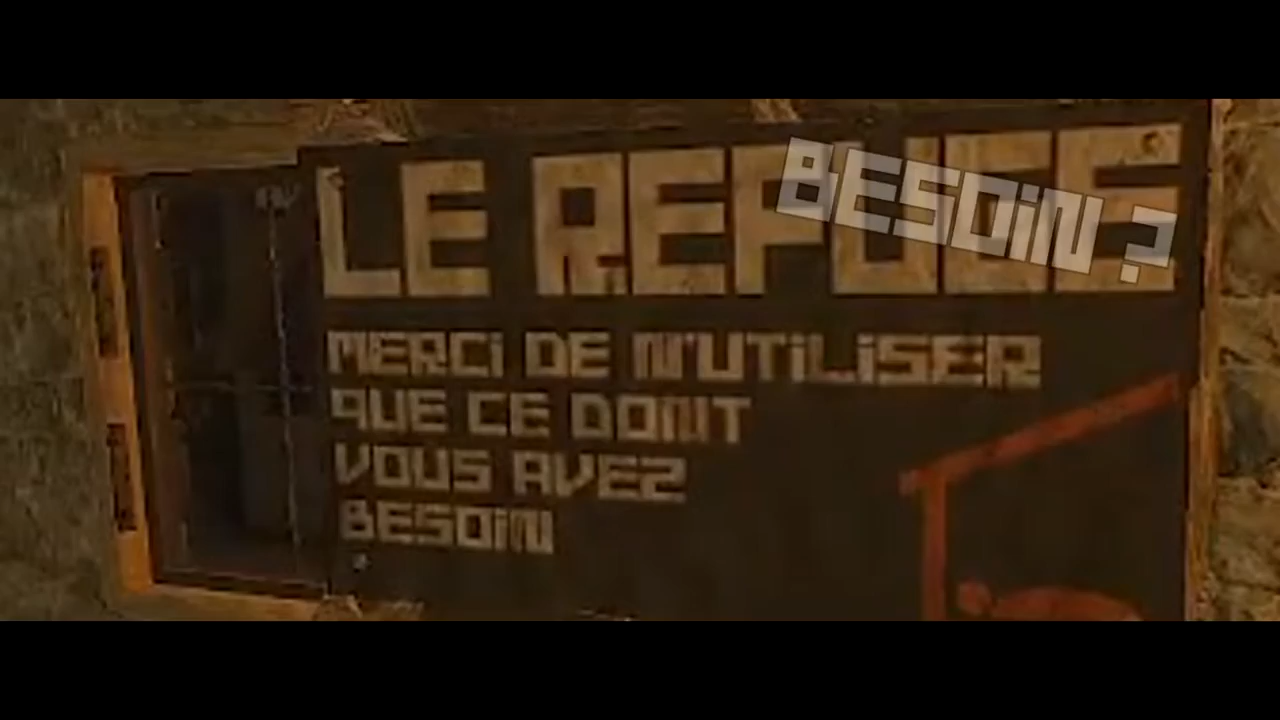 LE REFUGE
BESOiN ?
MERCi DE N'UTiLiSER
QUE CE DONT
VOUS AVEZ
BESOiN